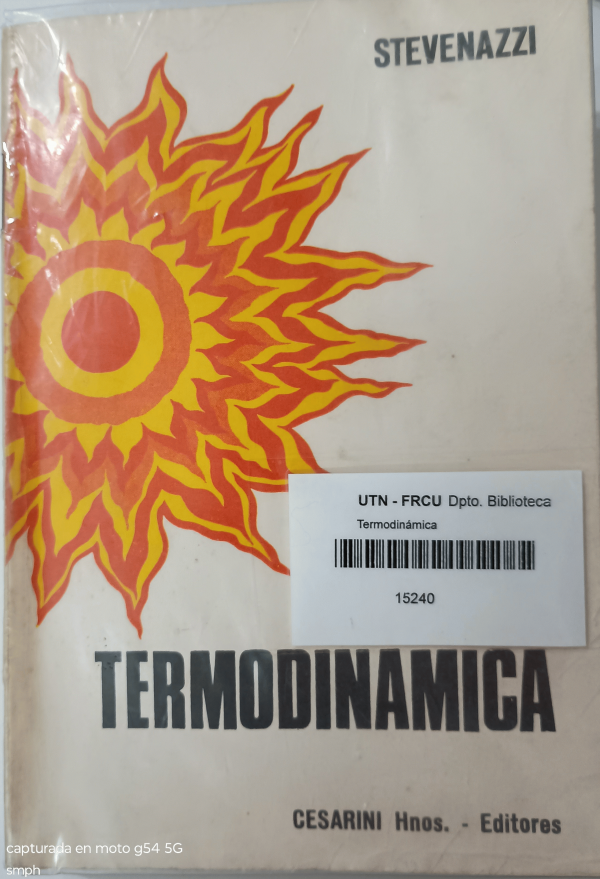 STEVENAZZI
UTN - FRCU Dpto. Biblioteca
Termodinámica
15240
TERMODINAMICA
CESARINI Hnos. - Editores
capturada en moto g54 5G
smph